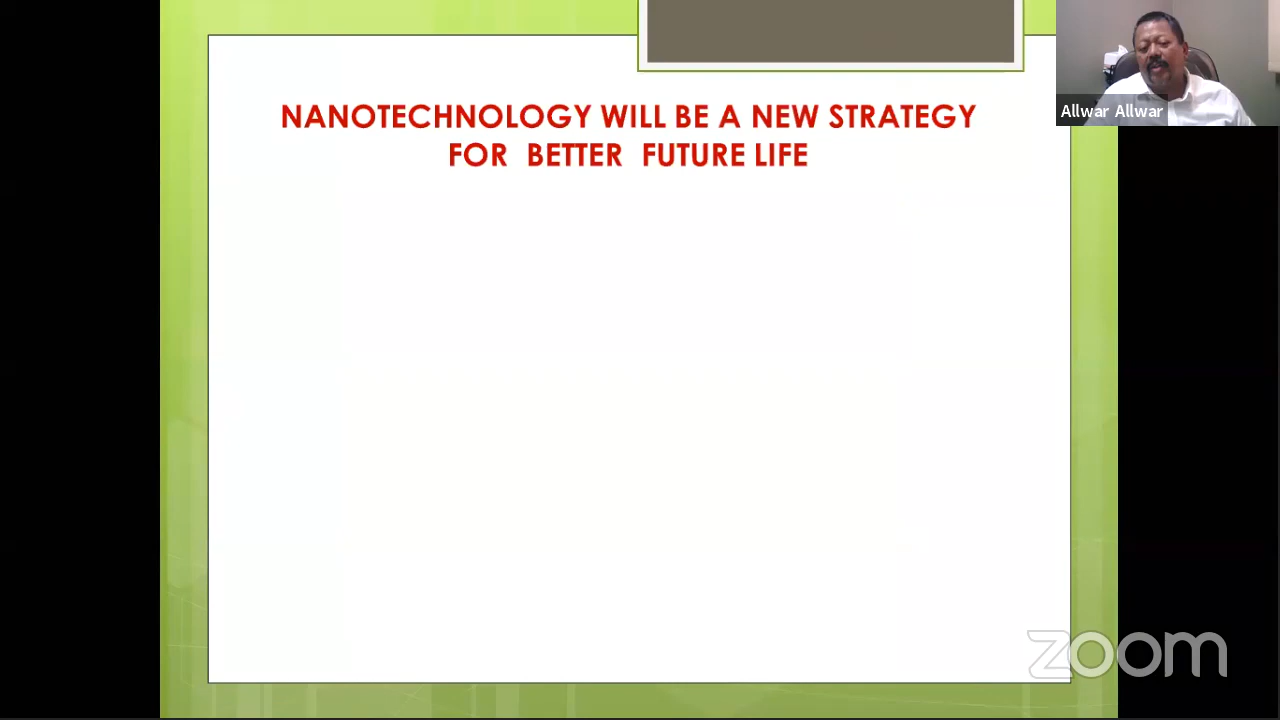 NANOTECHNOLOGY WILL BE A NEW STRATEGY
FOR BETTER FUTURE LIFE
Allwar Allwar
zoom